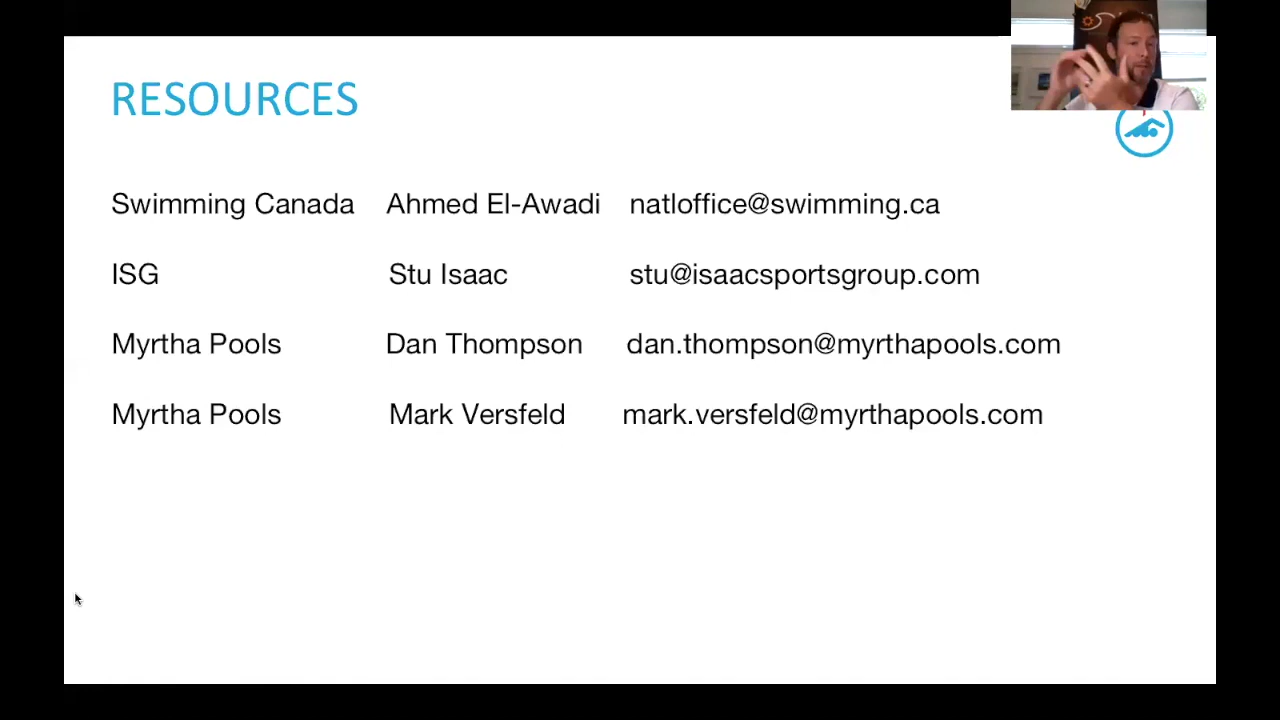 RESOURCES
Swimming Canada Ahmed El-Awadi natloffice@swimming.ca
ISG Stu Isaac stu@isaacsportsgroup.com
Myrtha Pools Dan Thompson dan.thompson@myrthapools.com
Myrtha Pools Mark Versfeld mark.versfeld@myrthapools.com